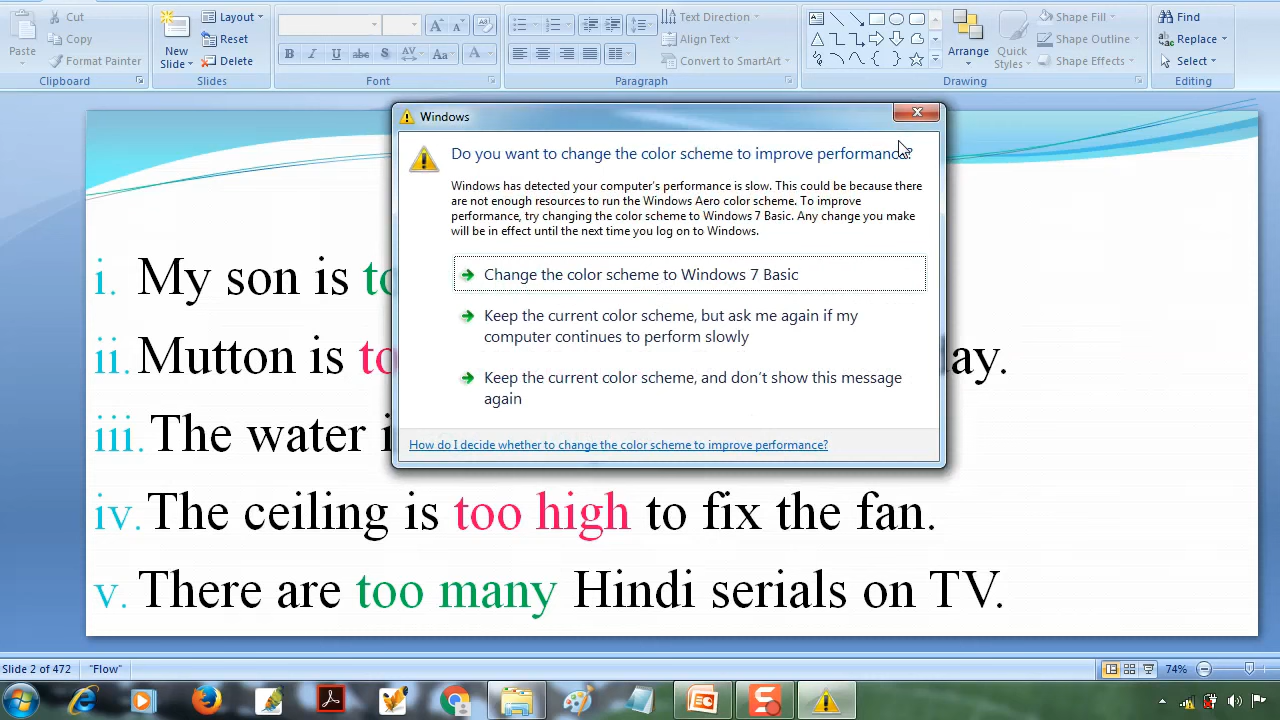 Cut
Copy
Format Painter
Paste
Clipboard
New
Slide
Layout
Reset
Delete
Slides
B I U abc S AV Aa A
Font
Paragraph
Text Direction
Align Text
Convert to SmartArt
Arrange
Quick
Styles
Shape Fill
Shape Outline
Shape Effects
Drawing
Find
Replace
Select
Editing
Windows
Do you want to change the color scheme to improve performance?
Windows has detected your computer's performance is slow. This could be because there
are not enough resources to run the Windows Aero color scheme. To improve
performance, try changing the color scheme to Windows 7 Basic. Any change you make
will be in effect until the next time you log on to Windows.
Change the color scheme to Windows 7 Basic
Keep the current color scheme, but ask me again if my
computer continues to perform slowly
Keep the current color scheme, and don't show this message
again
How do I decide whether to change the color scheme to improve performance?
i. My son is
ii. Mutton is
iii. The water
iv. The ceiling is too high to fix the fan.
v. There are too many Hindi serials on TV.
Slide 2 of 472
"Flow"
74%